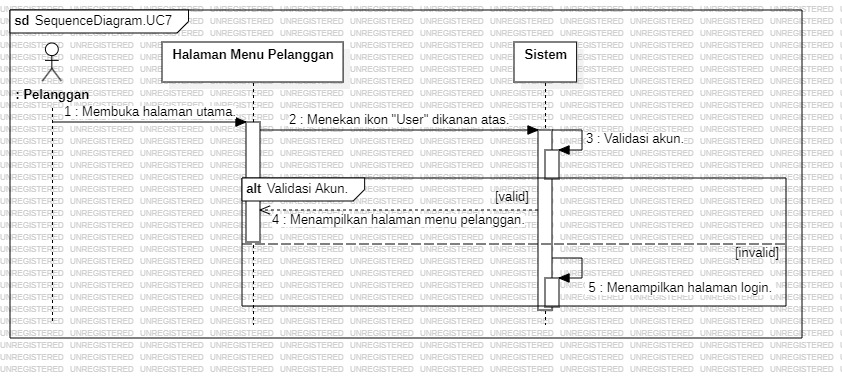 sd SequenceDiagram.UC7
Halaman Menu Pelanggan
Sistem
: Pelanggan
1 : Membuka halaman utama.
2 : Menekan ikon "User" dikanan atas.
3 : Validasi akun.
alt Validasi Akun.
[valid]
4 : Menampilkan halaman menu pelanggan.
[invalid]
5 : Menampilkan halaman login.
UNREGISTERED